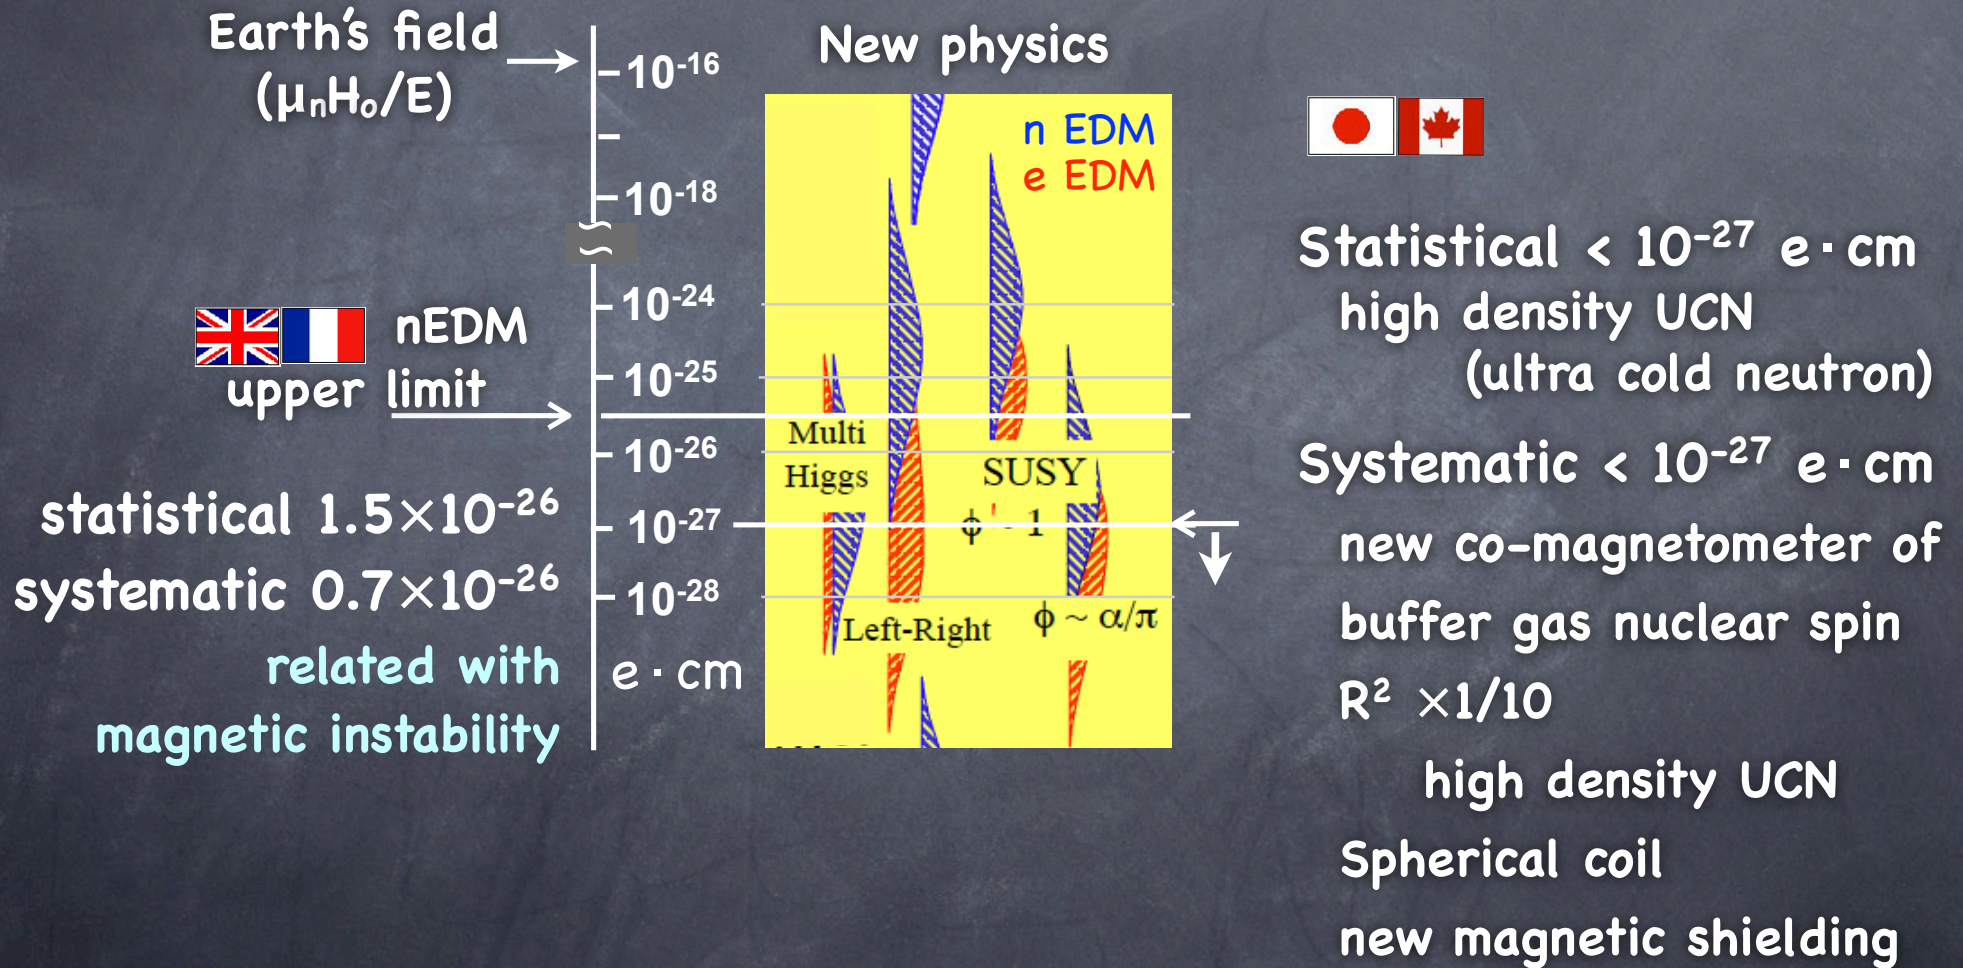 Earth's field
(μₙH₀/E)
10⁻¹⁶
10⁻¹⁸
10⁻²⁴
10⁻²⁵
10⁻²⁶
10⁻²⁷
10⁻²⁸
e·cm
nEDM
upper limit
statistical 1.5×10⁻²⁶
systematic 0.7×10⁻²⁶
related with
magnetic instability
New physics
n EDM
e EDM
Multi
Higgs
SUSY
ϕ ~ 1
Left-Right
ϕ ~ α/π
Statistical < 10⁻²⁷ e·cm
high density UCN
(ultra cold neutron)
Systematic < 10⁻²⁷ e·cm
new co-magnetometer of
buffer gas nuclear spin
R² ×1/10
high density UCN
Spherical coil
new magnetic shielding